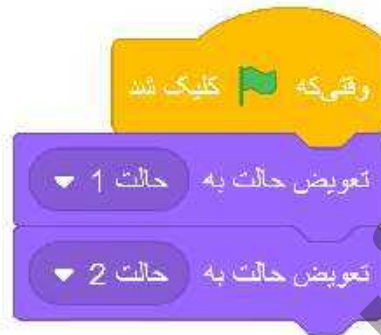 وقتی‌که کلیک شد
تعویض حالت به حالت 1
تعویض حالت به حالت 2